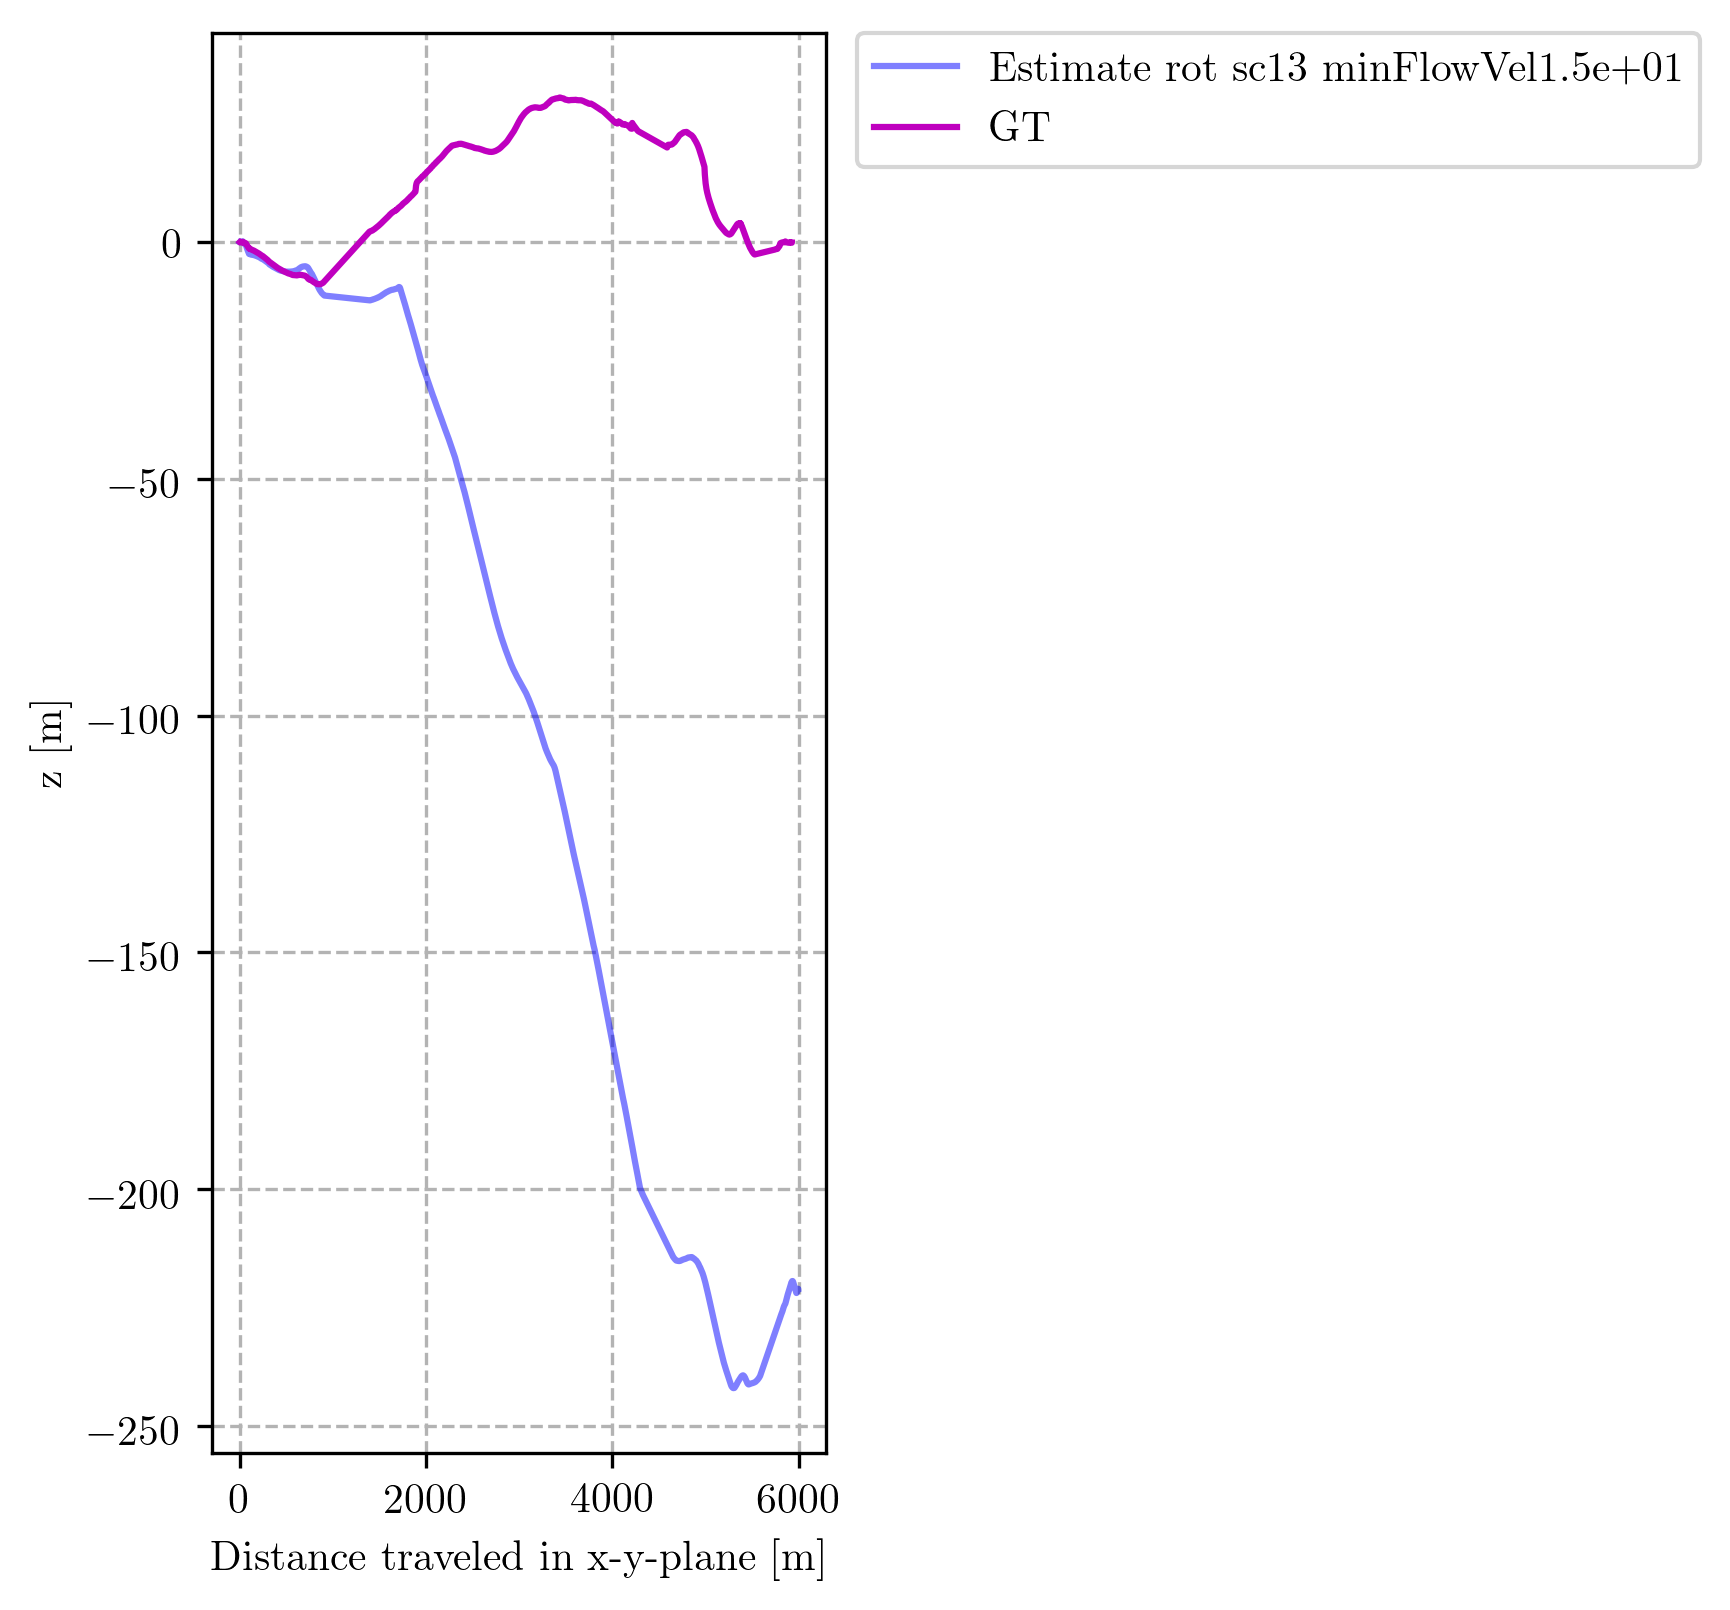 Estimate rot sc13 minFlowVel1.5e+01
GT
0
−50
−100
−150
−200
−250
z [m]
0 2000 4000 6000
Distance traveled in x-y-plane [m]